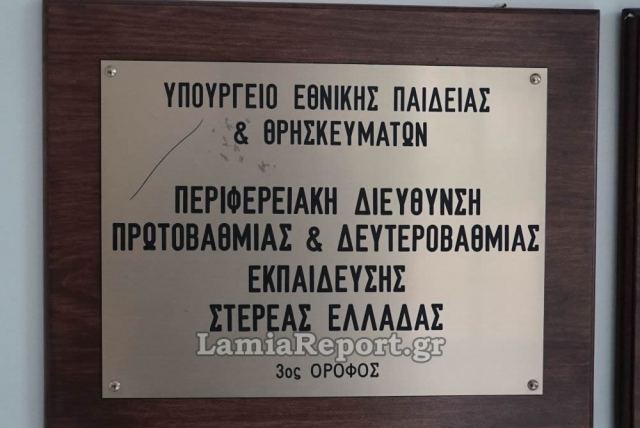 ΥΠΟΥΡΓΕΙΟ ΕΘΝΙΚΗΣ ΠΑΙΔΕΙΑΣ
& ΘΡΗΣΚΕΥΜΑΤΩΝ
ΠΕΡΙΦΕΡΕΙΑΚΗ ΔΙΕΥΘΥΝΣΗ
ΠΡΩΤΟΒΑΘΜΙΑΣ & ΔΕΥΤΕΡΟΒΑΘΜΙΑΣ
ΕΚΠΑΙΔΕΥΣΗΣ
ΣΤΕΡΕΑΣ ΕΛΛΑΔΑΣ
LamiaReport.gr
3ος ΟΡΟΦΟΣ